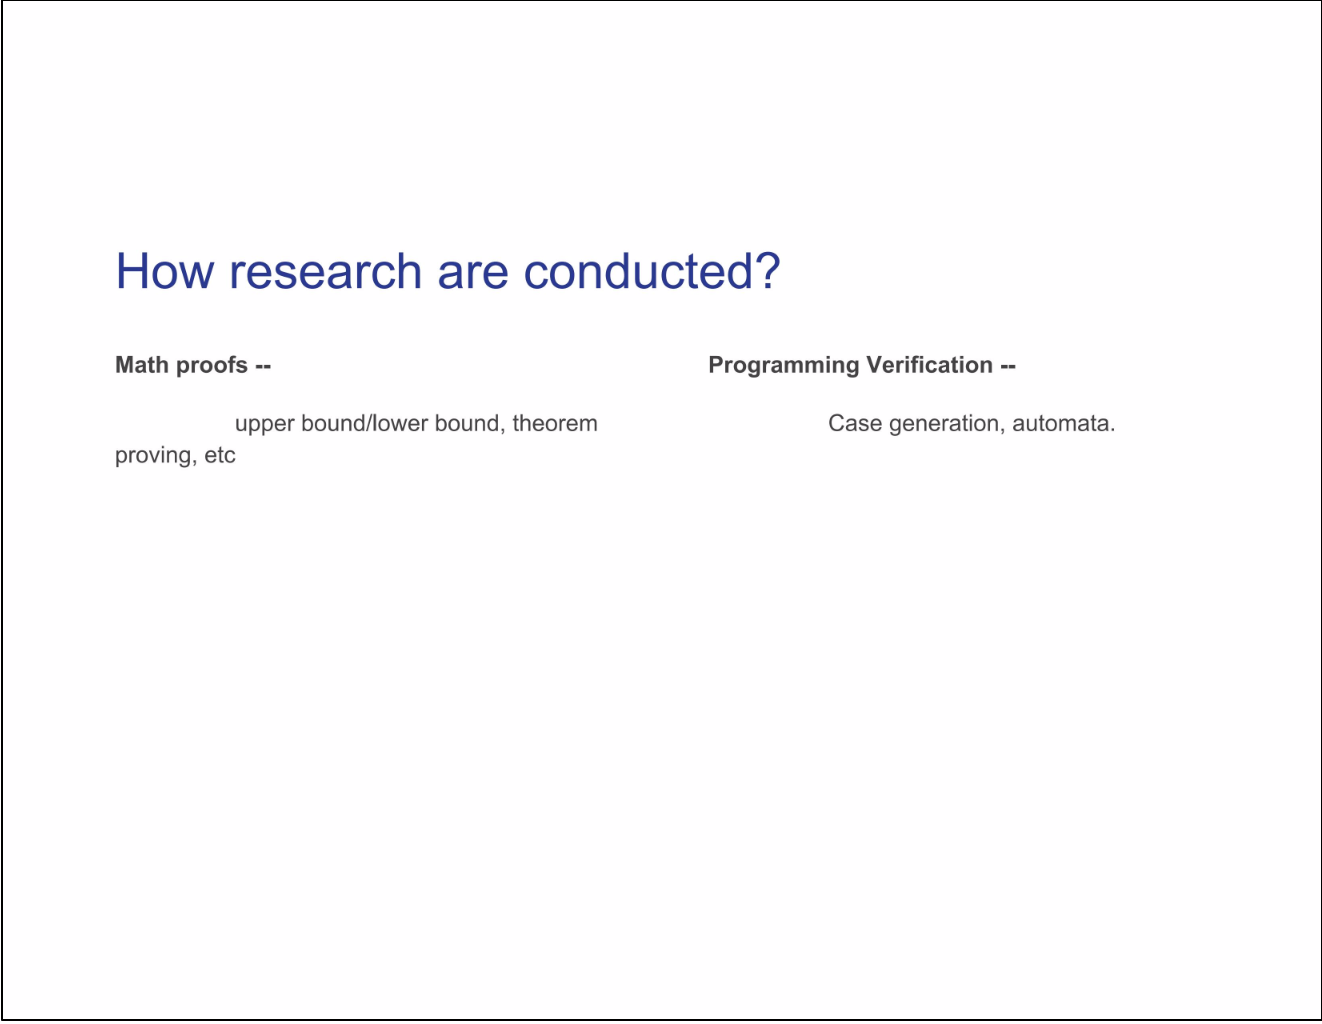 How research are conducted?
Math proofs --
upper bound/lower bound, theorem
proving, etc
Programming Verification --
Case generation, automata.